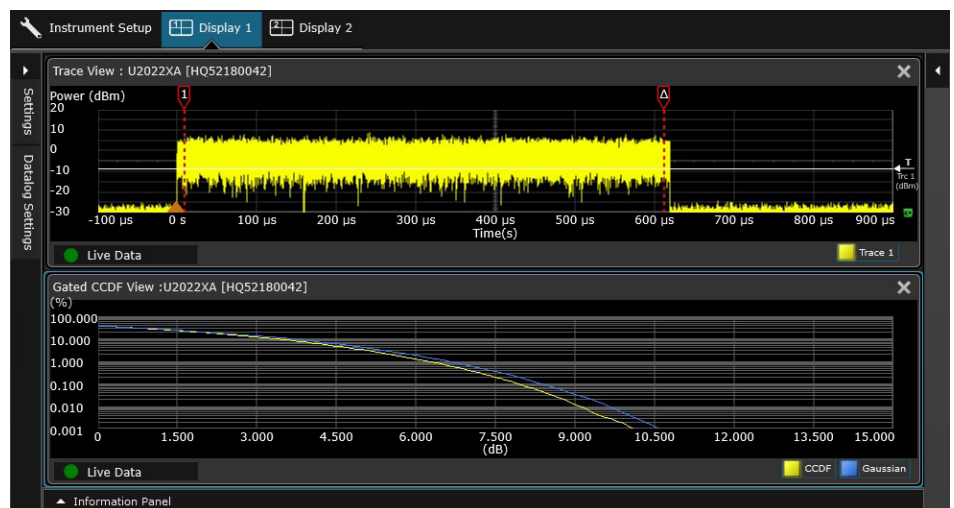 Instrument Setup 1 Display 1 2 Display 2
Settings
Datalog Settings
Trace View : U2022XA [HQ52180042]
Power (dBm)
1 Δ
20
10
0
-10
-20
-30
T
Trc 1
(dBm)
-100 µs 0 s 100 µs 200 µs 300 µs 400 µs 500 µs 600 µs 700 µs 800 µs 900 µs
Time(s)
Live Data Trace 1
Gated CCDF View :U2022XA [HQ52180042]
(%)
100.000
10.000
1.000
0.100
0.010
0.001
0 1.500 3.000 4.500 6.000 7.500 9.000 10.500 12.000 13.500 15.000
(dB)
Live Data CCDF Gaussian
Information Panel